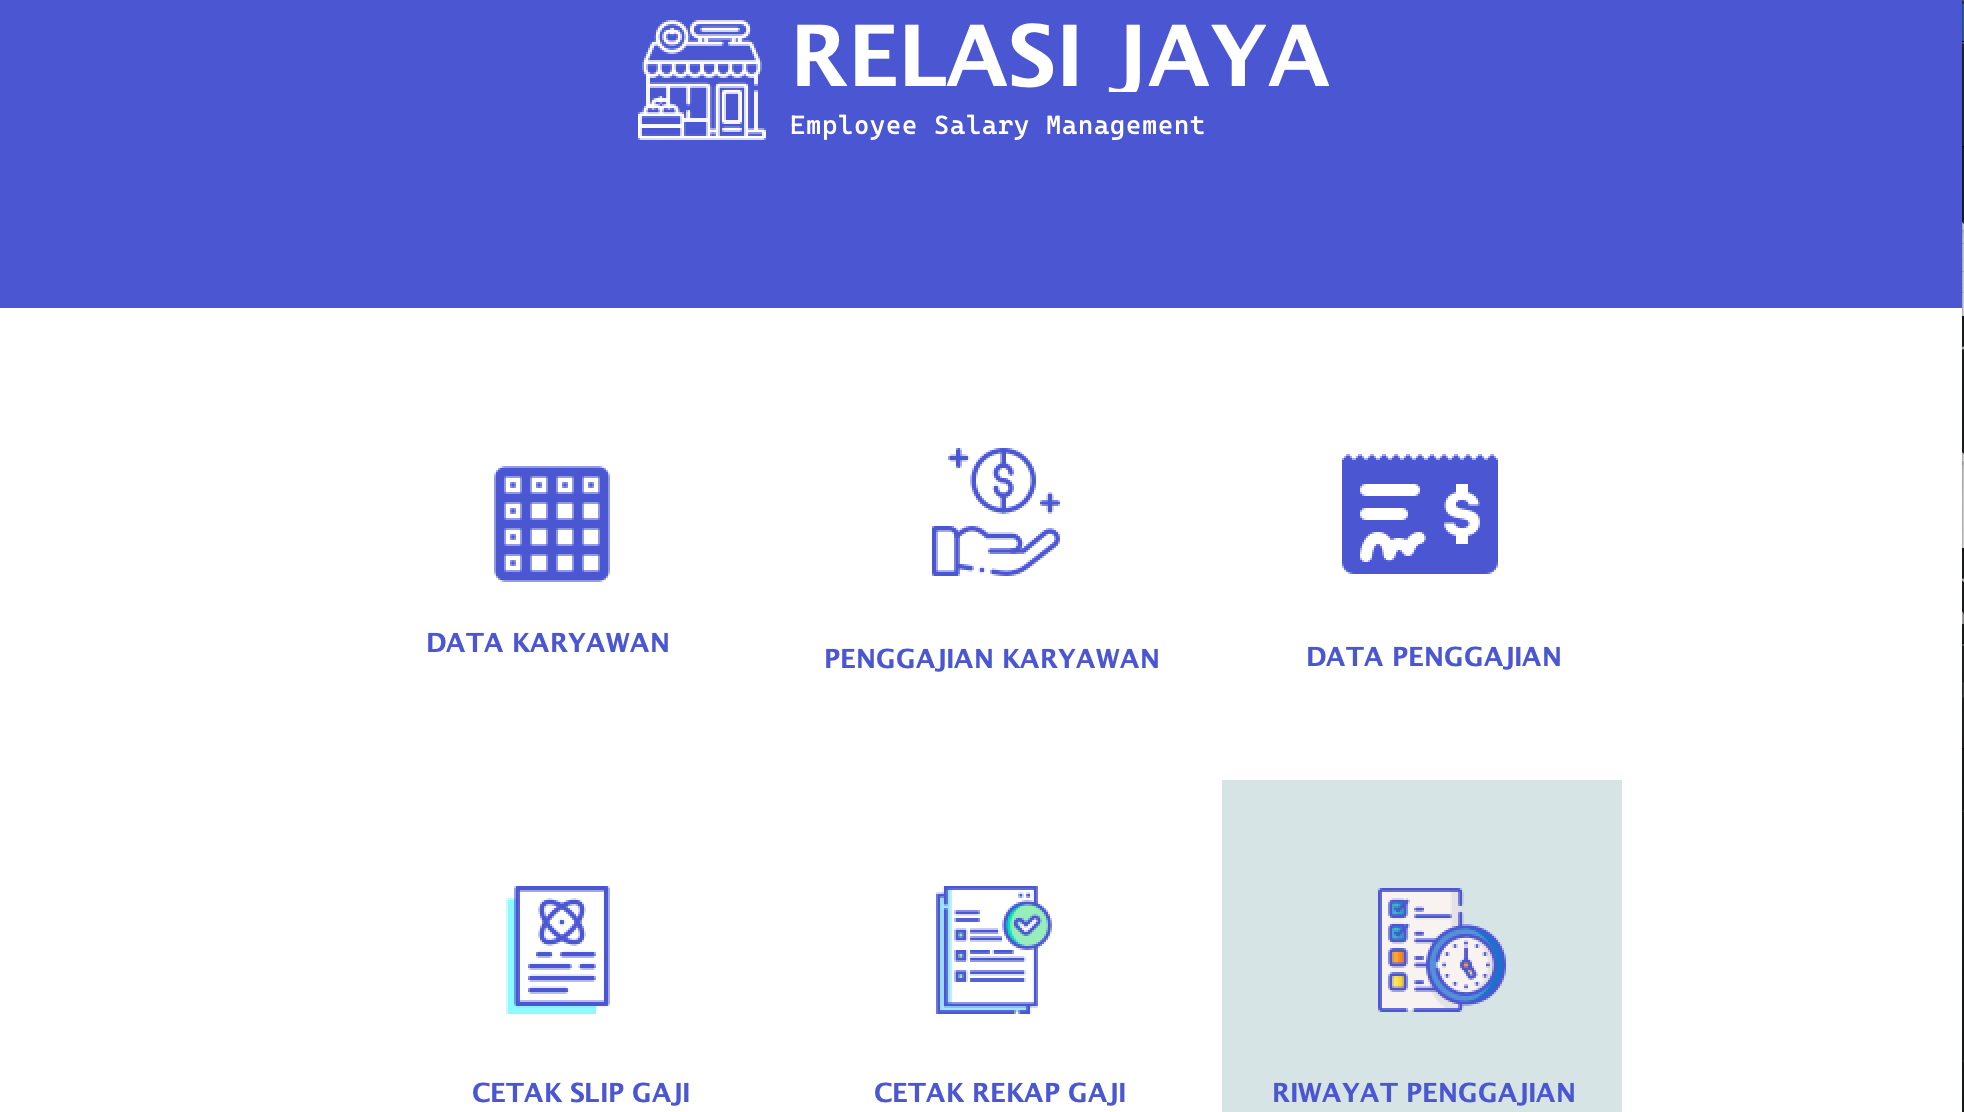 RELASI JAYA
Employee Salary Management
DATA KARYAWAN
PENGGAJIAN KARYAWAN
DATA PENGGAJIAN
CETAK SLIP GAJI
CETAK REKAP GAJI
RIWAYAT PENGGAJIAN